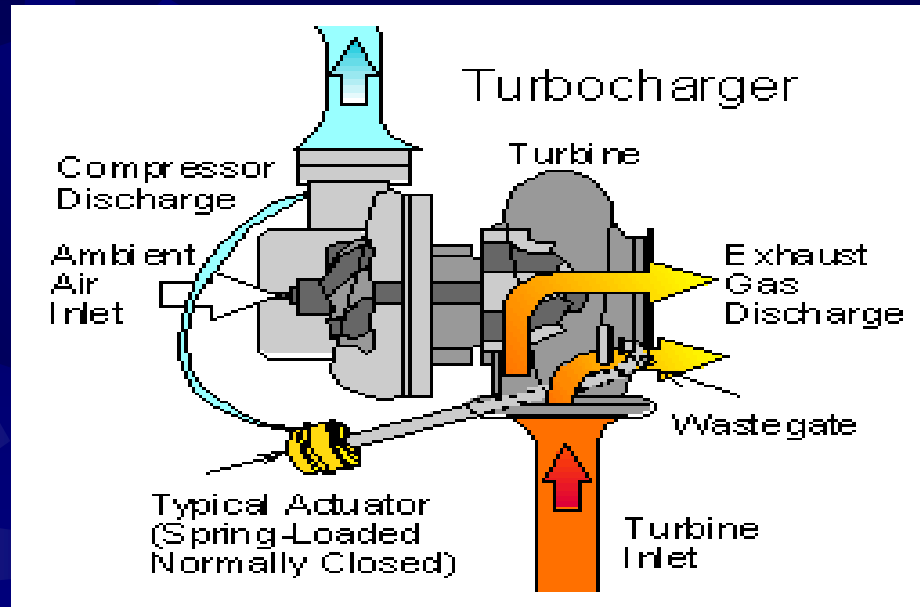 Turbocharger
Compressor
Discharge
Turbine
Ambient
Air
Inlet
Exhaust
Gas
Discharge
Wastegate
Typical Actuator
(Spring-Loaded
Normally Closed)
Turbine
Inlet